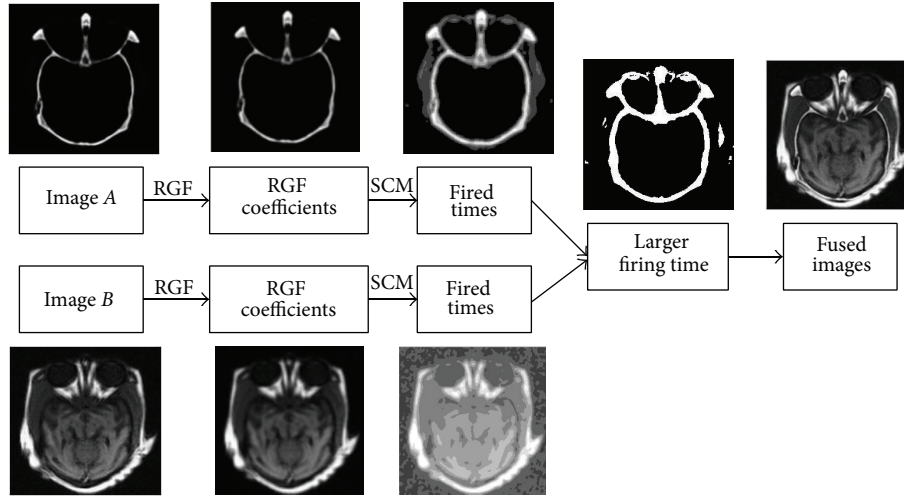 Image A
RGF
RGF
coefficients
SCM
Fired
times
Larger
firing time
Fused
images
Image B
RGF
RGF
coefficients
SCM
Fired
times